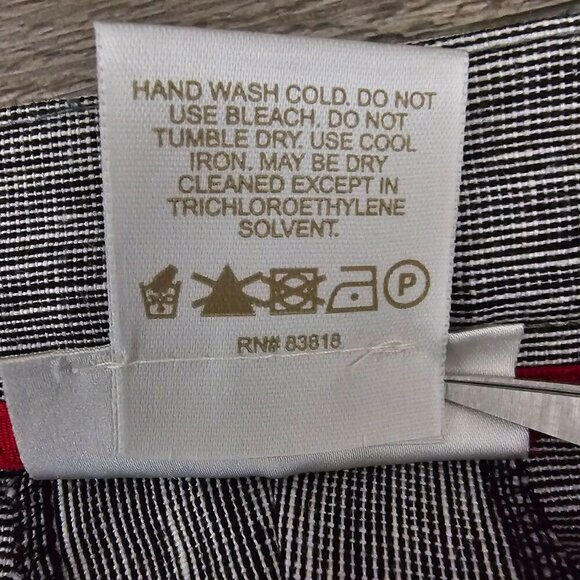 HAND WASH COLD. DO NOT
USE BLEACH. DO NOT
TUMBLE DRY. USE COOL
IRON. MAY BE DRY
CLEANED EXCEPT IN
TRICHLOROETHYLENE
SOLVENT.
P
RN# 83818